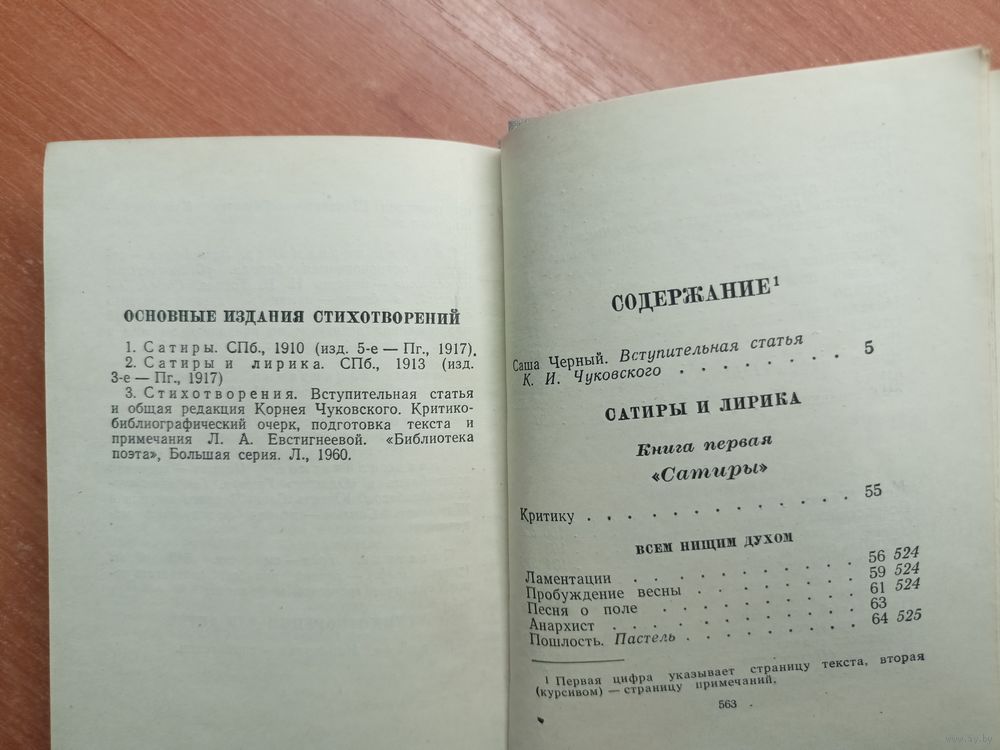 ОСНОВНЫЕ ИЗДАНИЯ СТИХОТВОРЕНИЙ
1. Сатиры. СПб., 1910 (изд. 5-е — Пг., 1917).
2. Сатиры и лирика. СПб., 1913 (изд.
3-е — Пг., 1917)
3. Стихотворения. Вступительная статья
и общая редакция Корнея Чуковского. Критико-
библиографический очерк, подготовка текста и
примечания Л. А. Евстигнеевой. «Библиотека
поэта», Большая серия. Л., 1960.
СОДЕРЖАНИЕ¹
Саша Черный. Вступительная статья
К. И. Чуковского . . . . . . . 5
САТИРЫ И ЛИРИКА
Книга первая
«Сатиры»
Критику . . . . . . . . . . . . . 55
ВСЕМ НИЩИМ ДУХОМ
Ламентации . . . . . . . . . . . 56 524
Пробуждение весны . . . . . . . . 59 524
Песня о поле . . . . . . . . . . 61 524
Анархист . . . . . . . . . . . . 63
Пошлость. Пастель . . . . . . . . 64 525
¹ Первая цифра указывает страницу текста, вторая
(курсивом) — страницу примечаний.
563
www.ay.by